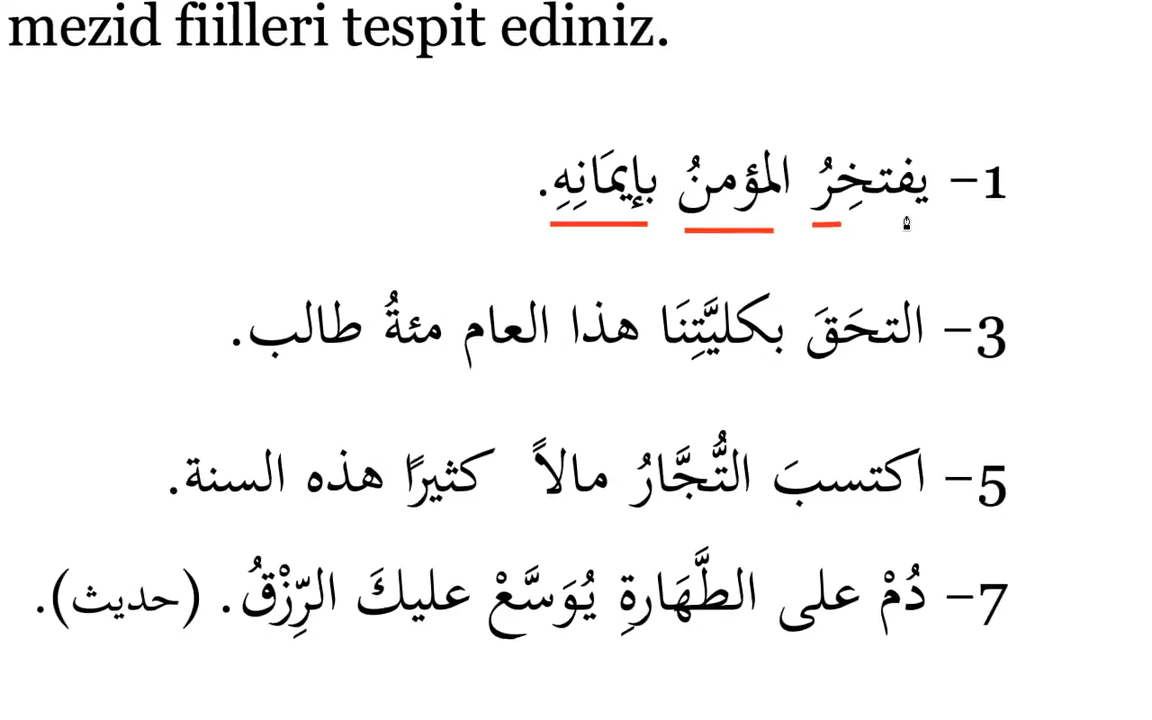 mezid fiilleri tespit ediniz.
1– يفتخِرُ المؤمنُ بإيمَانِهِ.
3– التحَقَ بكليَّتِنَا هذا العام مئةُ طالب.
5– اكتسبَ التُّجَّارُ مالاً كثيرًا هذه السنة.
7– دُمْ على الطَّهَارةِ يُوَسَّعْ عليكَ الرِّزْقُ. (حديث).